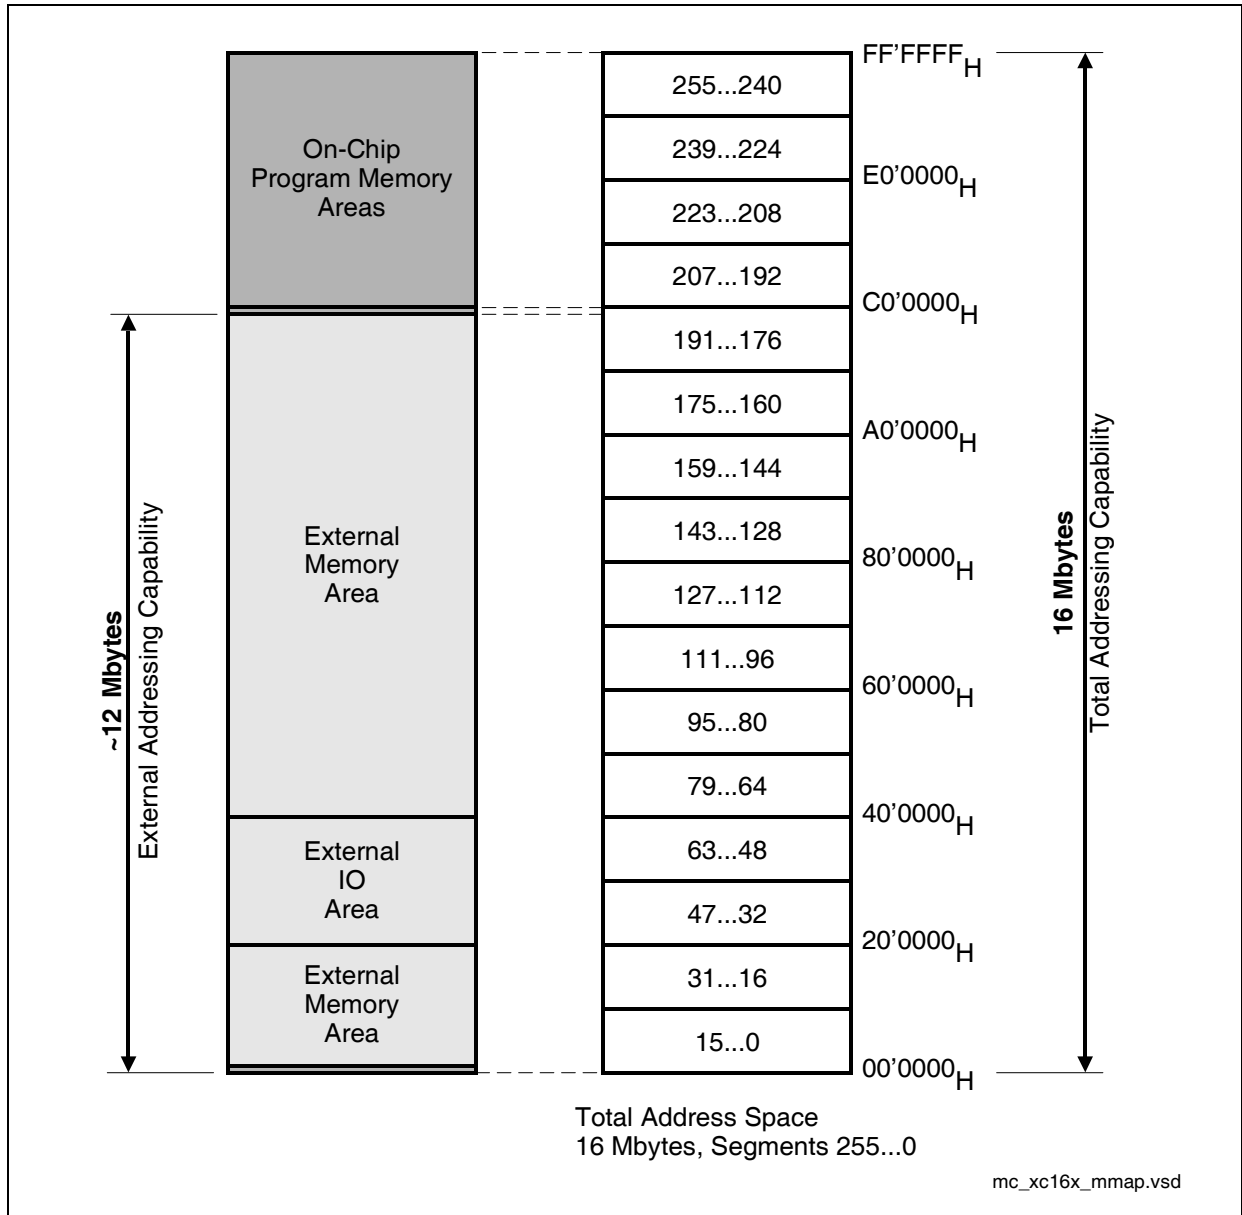 On-Chip
Program Memory
Areas
External
Memory
Area
External
IO
Area
External
Memory
Area
~12 Mbytes
External Addressing Capability
255...240
239...224
223...208
207...192
191...176
175...160
159...144
143...128
127...112
111...96
95...80
79...64
63...48
47...32
31...16
15...0
FF'FFFFH
E0'0000H
C0'0000H
A0'0000H
80'0000H
60'0000H
40'0000H
20'0000H
00'0000H
16 Mbytes
Total Addressing Capability
Total Address Space
16 Mbytes, Segments 255...0
mc_xc16x_mmap.vsd